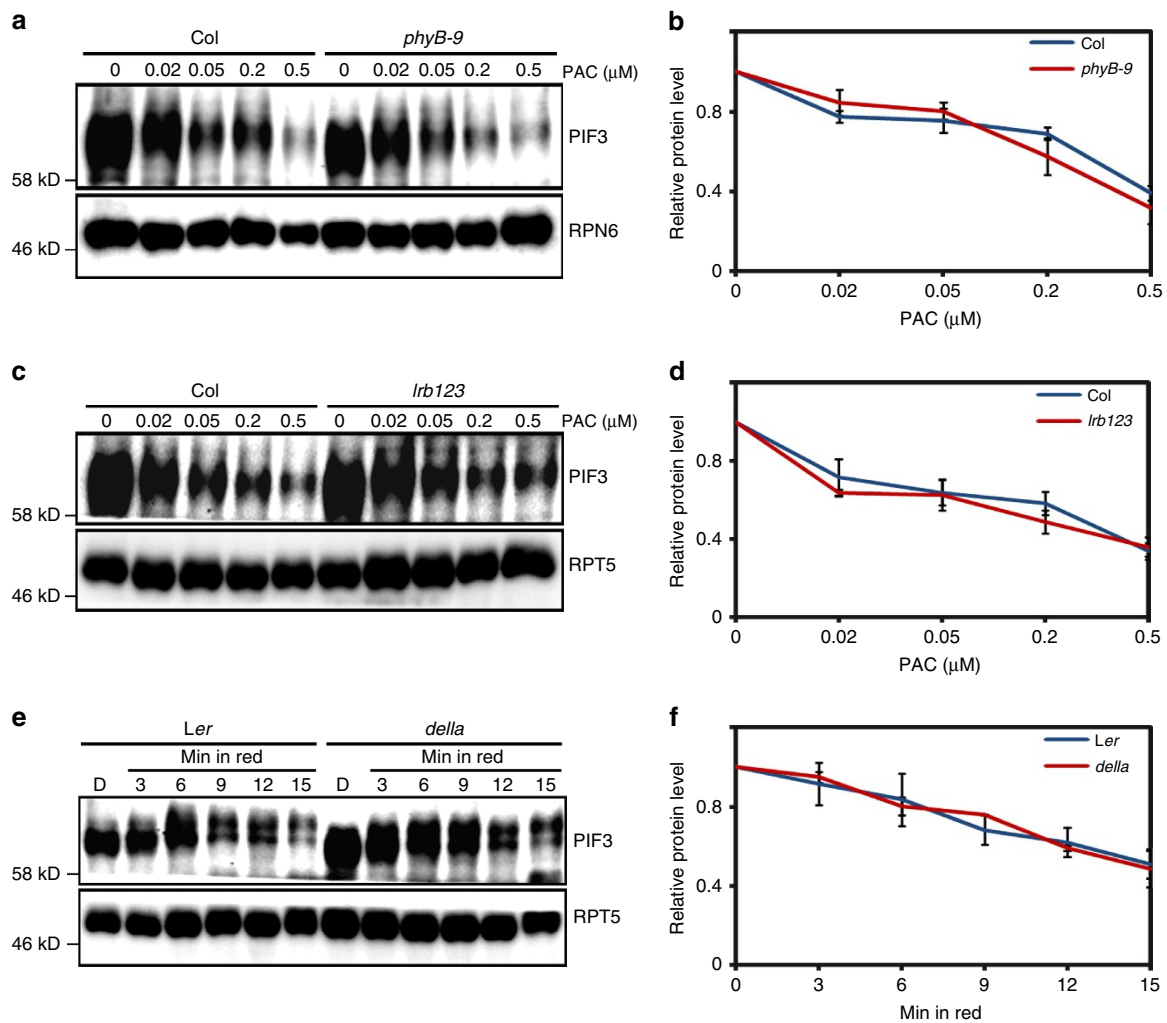 a
Col phyB-9
0 0.02 0.05 0.2 0.5 0 0.02 0.05 0.2 0.5 PAC (μM)
PIF3
58 kD
RPN6
46 kD
b
Col
phyB-9
Relative protein level
0.8
0.4
0
0 0.02 0.05 0.2 0.5
PAC (μM)
c
Col lrb123
0 0.02 0.05 0.2 0.5 0 0.02 0.05 0.2 0.5 PAC (μM)
PIF3
58 kD
RPT5
46 kD
d
Col
lrb123
Relative protein level
0.8
0.4
0
0 0.02 0.05 0.2 0.5
PAC (μM)
e
Ler della
Min in red Min in red
D 3 6 9 12 15 D 3 6 9 12 15
PIF3
58 kD
RPT5
46 kD
f
Ler
della
Relative protein level
0.8
0.4
0
0 3 6 9 12 15
Min in red